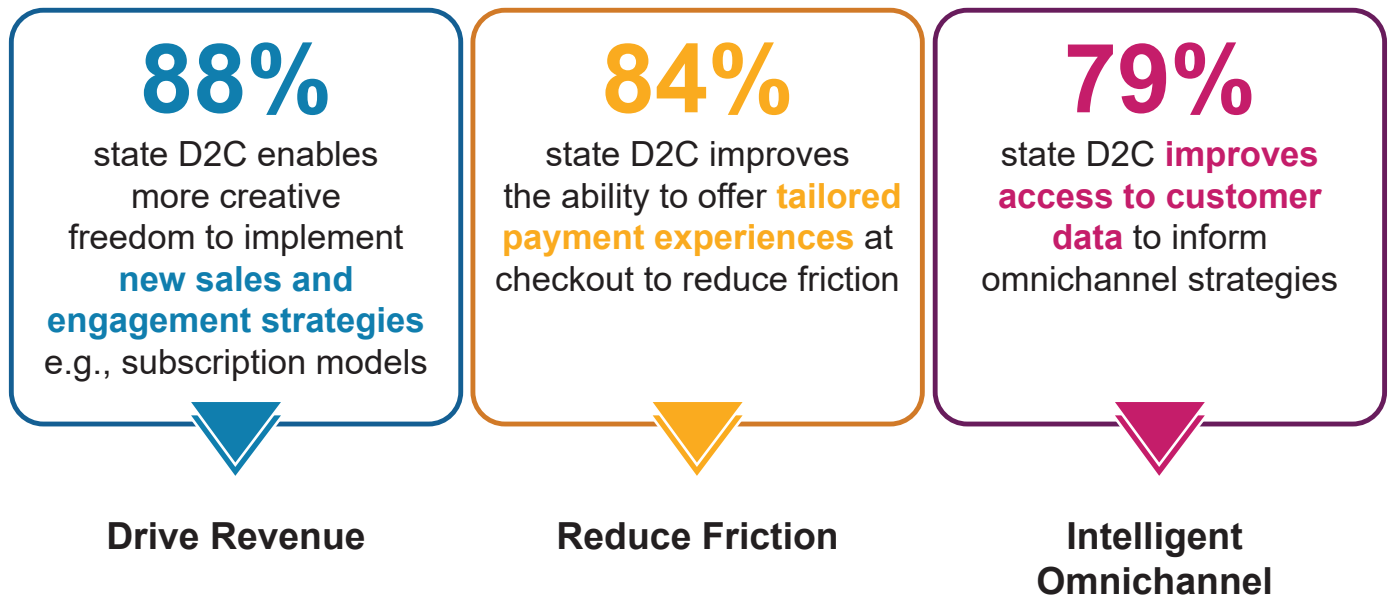 88%
state D2C enables
more creative
freedom to implement
new sales and
engagement strategies
e.g., subscription models
Drive Revenue
84%
state D2C improves
the ability to offer tailored
payment experiences at
checkout to reduce friction
Reduce Friction
79%
state D2C improves
access to customer
data to inform
omnichannel strategies
Intelligent
Omnichannel